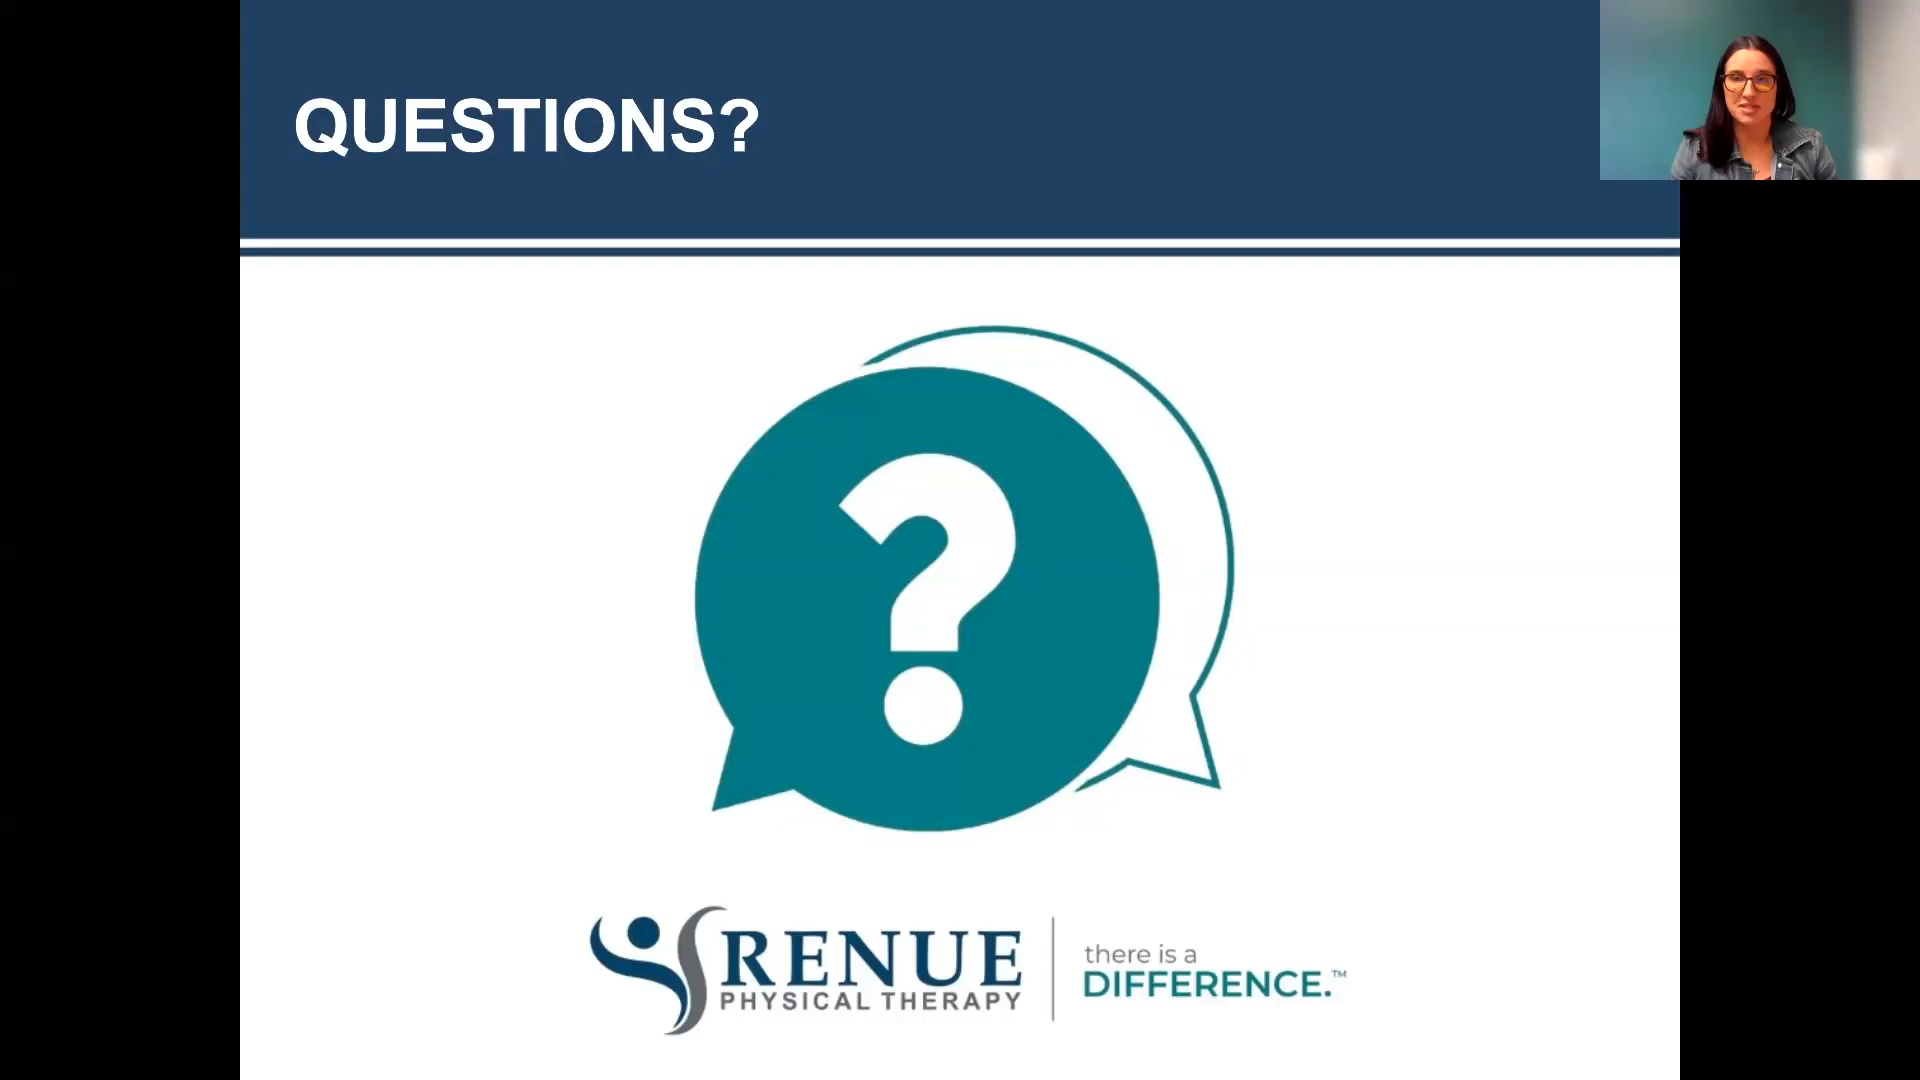 QUESTIONS?
?
RENUE
PHYSICAL THERAPY
there is a
DIFFERENCE.™